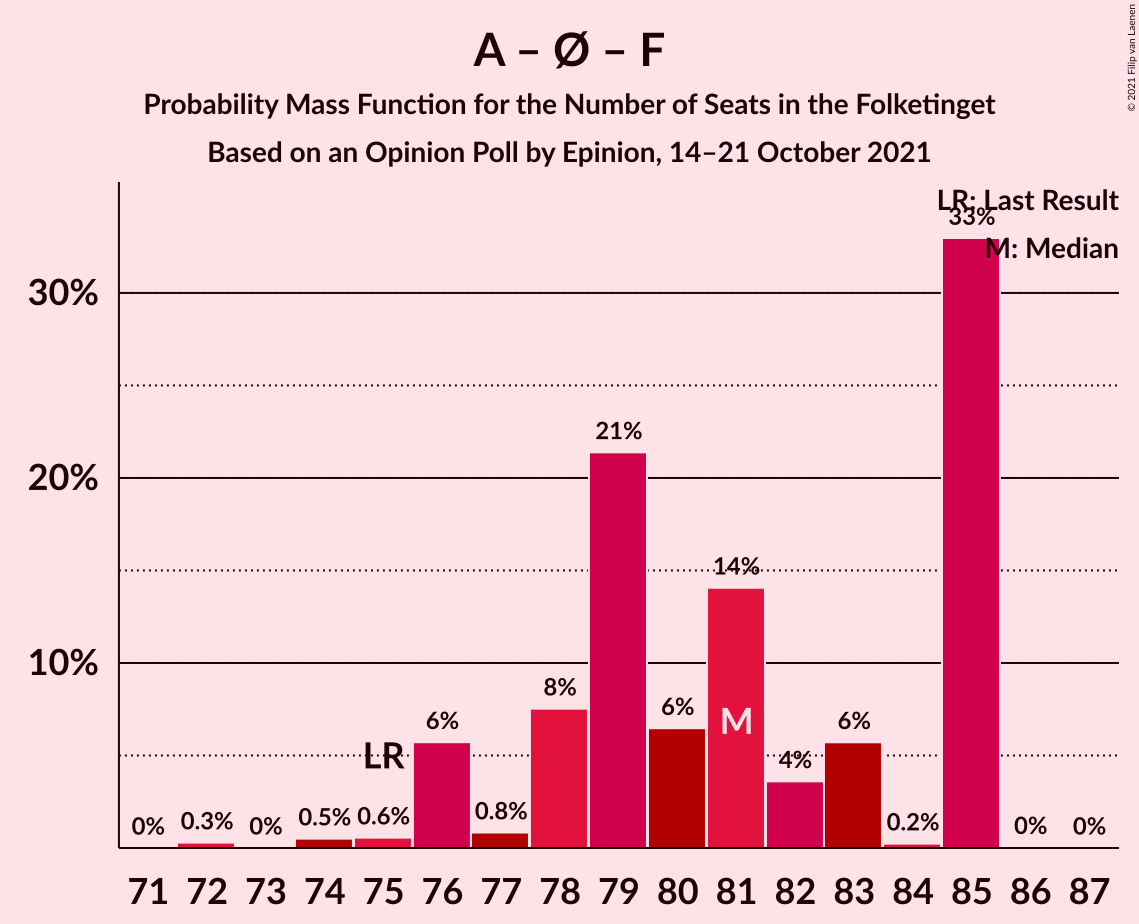 A – Ø – F
Probability Mass Function for the Number of Seats in the Folketinget
Based on an Opinion Poll by Epinion, 14–21 October 2021
© 2021 Filip van Laenen
LR: Last Result
M: Median
33%
30%
21%
20%
14%
10%
8%
6%
6%
6%
4%
M
LR
0%
0.3%
0%
0.5%
0.6%
0.8%
0.2%
0%
0%
71 72 73 74 75 76 77 78 79 80 81 82 83 84 85 86 87